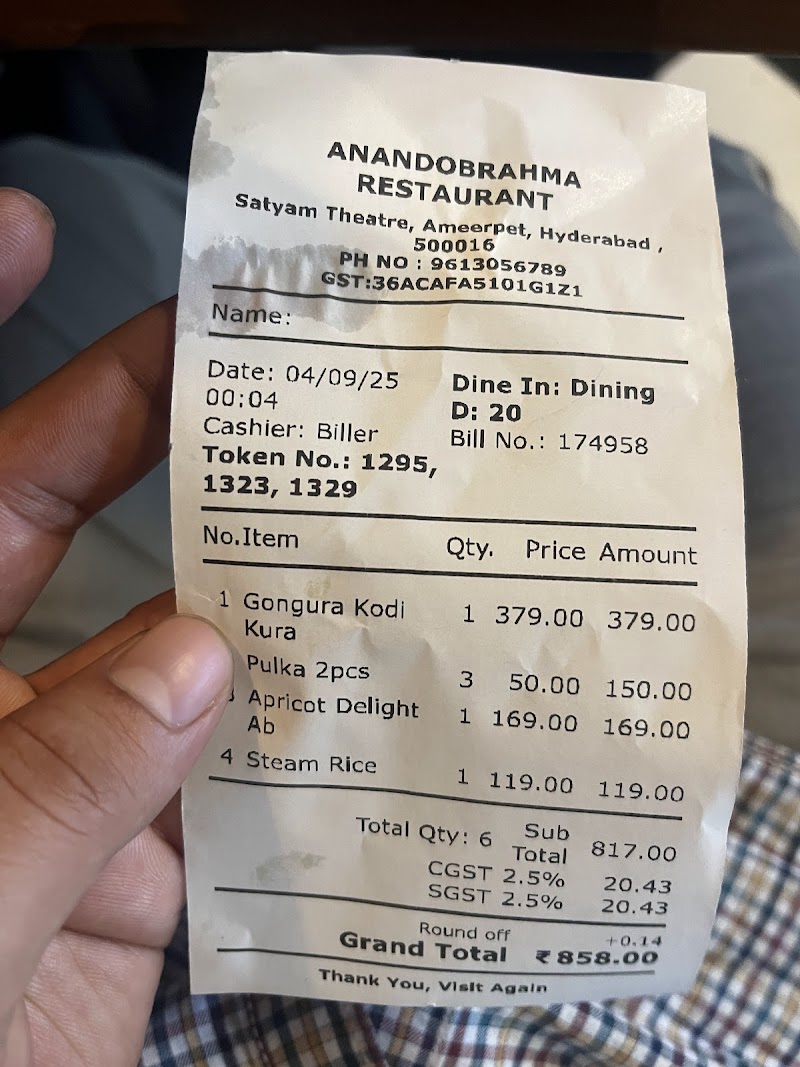 ANANDOBRAHMA
RESTAURANT
Satyam Theatre, Ameerpet, Hyderabad ,
500016
PH NO : 9613056789
GST:36ACAFA5101G1Z1
Name:
Date: 04/09/25
00:04
Dine In: Dining
D: 20
Cashier: Biller
Bill No.: 174958
Token No.: 1295,
1323, 1329
No.Item Qty. Price Amount
1 Gongura Kodi 1 379.00 379.00
Kura
Pulka 2pcs 3 50.00 150.00
3 Apricot Delight 1 169.00 169.00
Ab
4 Steam Rice 1 119.00 119.00
Total Qty: 6 Sub 817.00
Total
CGST 2.5% 20.43
SGST 2.5% 20.43
Round off +0.14
Grand Total ₹858.00
Thank You, Visit Again